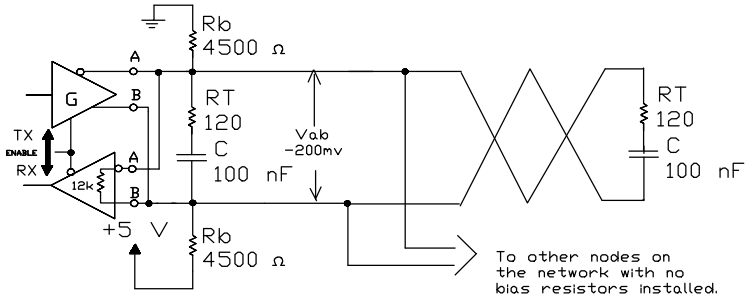 Rb
4500 Ω
A
G
B
RT
120
C
100 nF
Vab
-200mv
RT
120
C
100 nF
TX
ENABLE
RX
A
12k
B
+5 V
Rb
4500 Ω
To other nodes on
the network with no
bias resistors installed.